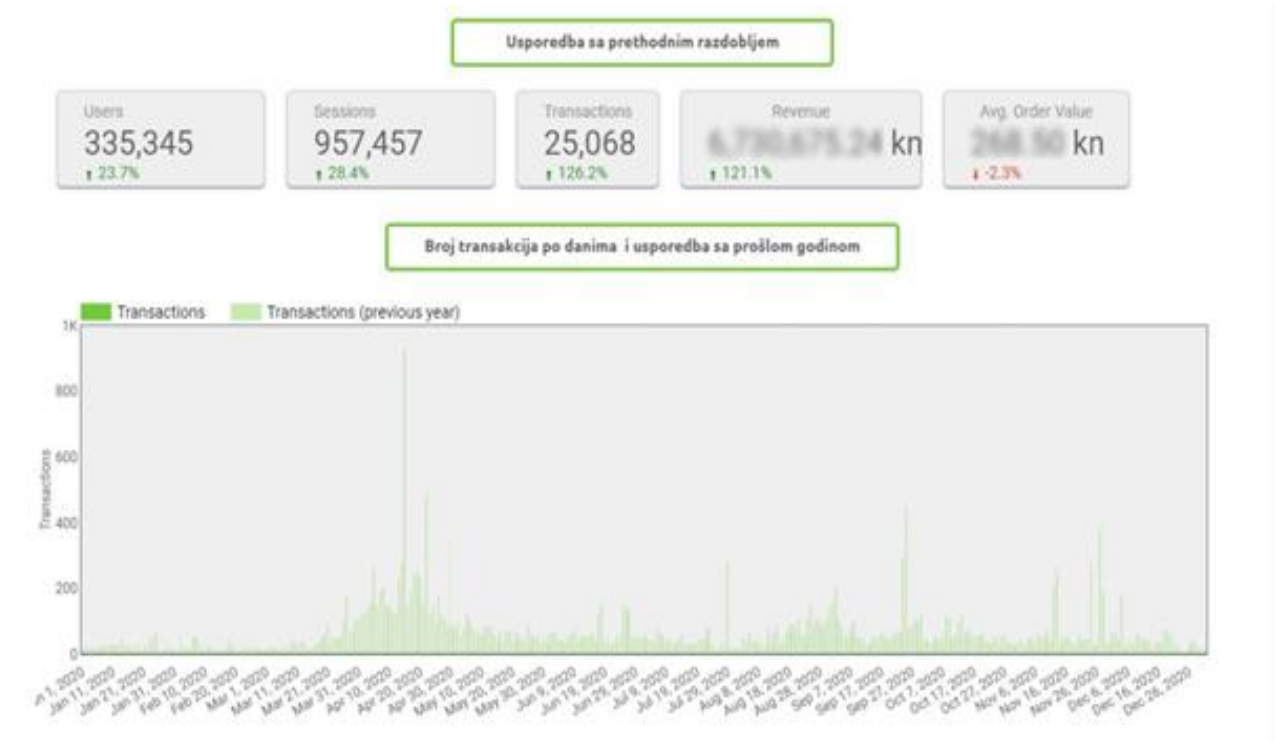 Usporedba sa prethodnim razdobljem
Users
335,345
23.7%
Sessions
957,457
28.4%
Transactions
25,068
126.2%
Revenue
kn
121.1%
Avg. Order Value
kn
-2.3%
Broj transakcija po danima i usporedba sa prošlom godinom
Transactions
Transactions (previous year)
1K
800
600
400
200
0
Transactions
n 1, 2020
Jan 11, 2020
Jan 21, 2020
Jan 31, 2020
Feb 10, 2020
Feb 20, 2020
Mar 1, 2020
Mar 11, 2020
Mar 21, 2020
Mar 31, 2020
Apr 10, 2020
Apr 20, 2020
Apr 30, 2020
May 10, 2020
May 20, 2020
May 30, 2020
Jun 9, 2020
Jun 19, 2020
Jun 29, 2020
Jul 9, 2020
Jul 19, 2020
Jul 29, 2020
Aug 8, 2020
Aug 18, 2020
Aug 28, 2020
Sep 7, 2020
Sep 17, 2020
Sep 27, 2020
Oct 7, 2020
Oct 17, 2020
Oct 27, 2020
Nov 6, 2020
Nov 16, 2020
Nov 26, 2020
Dec 6, 2020
Dec 16, 2020
Dec 26, 2020